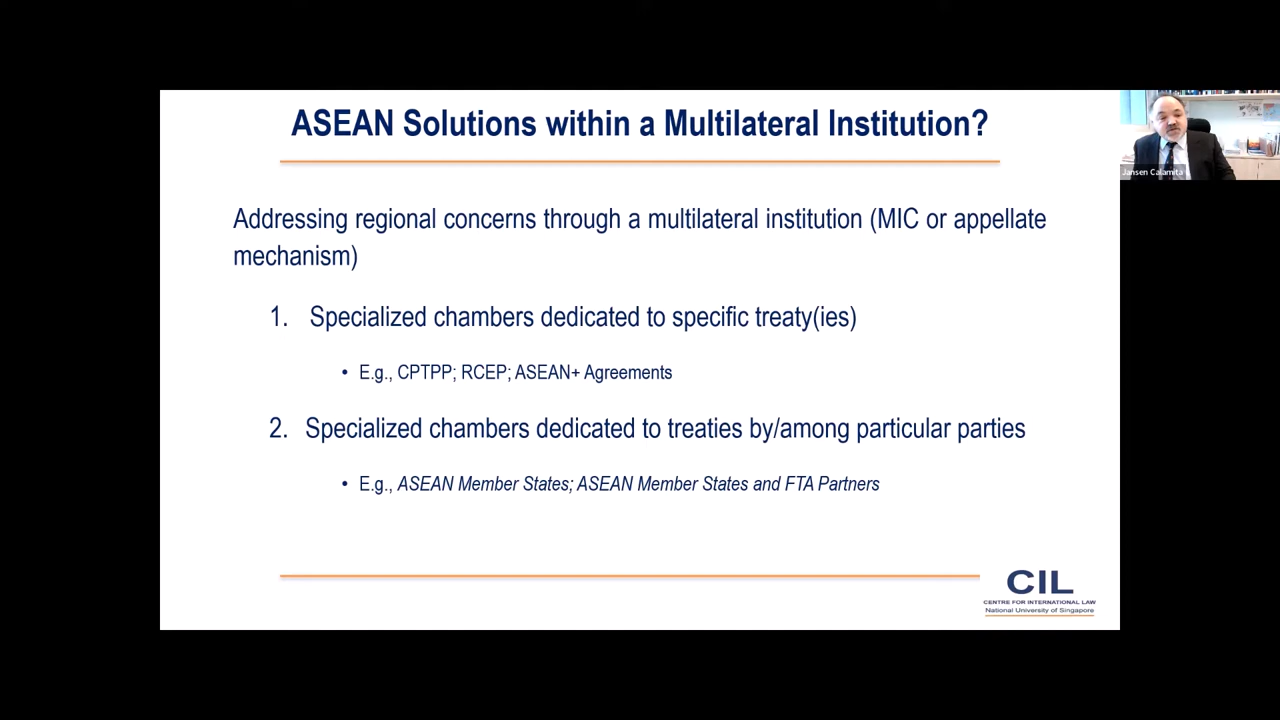 ASEAN Solutions within a Multilateral Institution?
Addressing regional concerns through a multilateral institution (MIC or appellate
mechanism)
1. Specialized chambers dedicated to specific treaty(ies)
• E.g., CPTPP; RCEP; ASEAN+ Agreements
2. Specialized chambers dedicated to treaties by/among particular parties
• E.g., ASEAN Member States; ASEAN Member States and FTA Partners
CIL
CENTRE FOR INTERNATIONAL LAW
National University of Singapore
Jansen Calamita